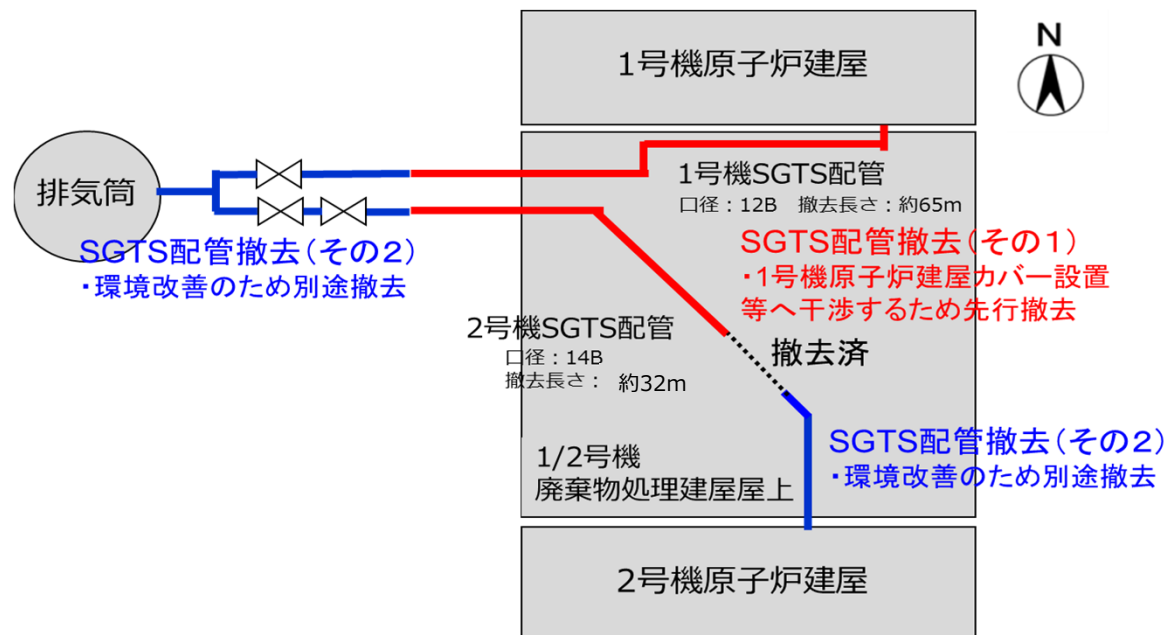 1号機原子炉建屋
N
排気筒
1号機SGTS配管
口径：12B　撤去長さ：約65m
SGTS配管撤去（その1）
・1号機原子炉建屋カバー設置
等へ干渉するため先行撤去
SGTS配管撤去（その2）
・環境改善のため別途撤去
2号機SGTS配管
口径：14B
撤去長さ： 約32m
撤去済
SGTS配管撤去（その2）
・環境改善のため別途撤去
1/2号機
廃棄物処理建屋屋上
2号機原子炉建屋